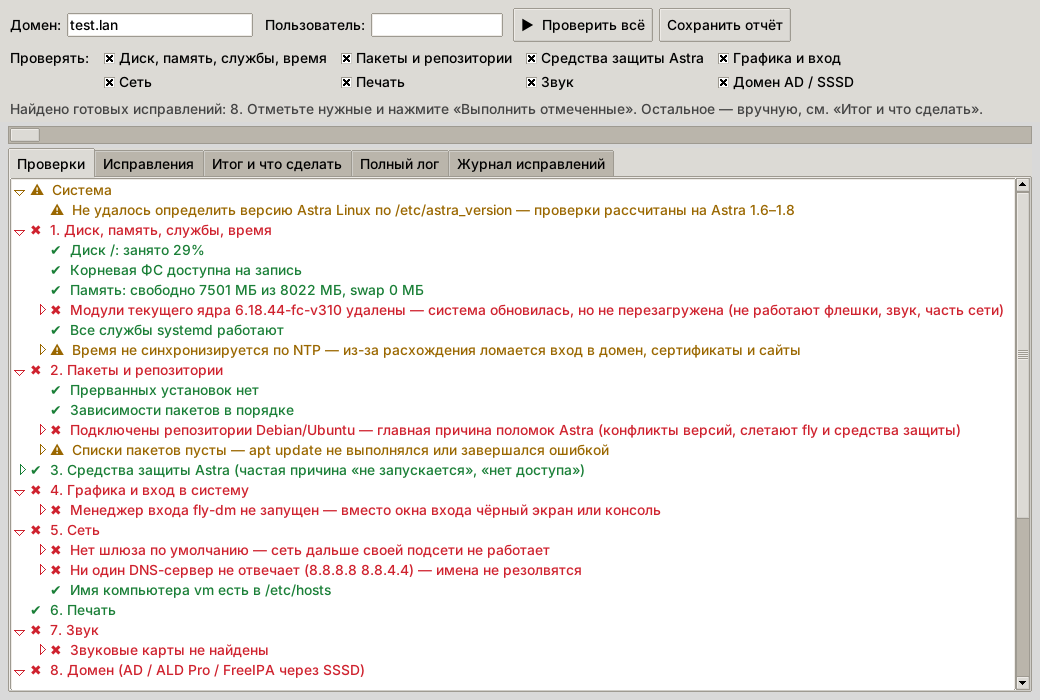 Домен: test.lan Пользователь: ▶ Проверить всё Сохранить отчёт
Проверять: Диск, память, службы, время Пакеты и репозитории Средства защиты Astra Графика и вход
Сеть Печать Звук Домен AD / SSSD
Найдено готовых исправлений: 8. Отметьте нужные и нажмите «Выполнить отмеченные». Остальное — вручную, см. «Итог и что сделать».
Проверки Исправления Итог и что сделать Полный лог Журнал исправлений
⚠ Система
⚠ Не удалось определить версию Astra Linux по /etc/astra_version — проверки рассчитаны на Astra 1.6–1.8
✖ 1. Диск, память, службы, время
✔ Диск /: занято 29%
✔ Корневая ФС доступна на запись
✔ Память: свободно 7501 МБ из 8022 МБ, swap 0 МБ
✖ Модули текущего ядра 6.18.44-fc-v310 удалены — система обновилась, но не перезагружена (не работают флешки, звук, часть сети)
✔ Все службы systemd работают
⚠ Время не синхронизируется по NTP — из-за расхождения ломается вход в домен, сертификаты и сайты
✖ 2. Пакеты и репозитории
✔ Прерванных установок нет
✔ Зависимости пакетов в порядке
✖ Подключены репозитории Debian/Ubuntu — главная причина поломок Astra (конфликты версий, слетают fly и средства защиты)
⚠ Списки пакетов пусты — apt update не выполнялся или завершался ошибкой
✔ 3. Средства защиты Astra (частая причина «не запускается», «нет доступа»)
✖ 4. Графика и вход в систему
✖ Менеджер входа fly-dm не запущен — вместо окна входа чёрный экран или консоль
✖ 5. Сеть
✖ Нет шлюза по умолчанию — сеть дальше своей подсети не работает
✖ Ни один DNS-сервер не отвечает (8.8.8.8 8.8.4.4) — имена не резолвятся
✔ Имя компьютера vm есть в /etc/hosts
✔ 6. Печать
✖ 7. Звук
✖ Звуковые карты не найдены
✖ 8. Домен (AD / ALD Pro / FreeIPA через SSSD)